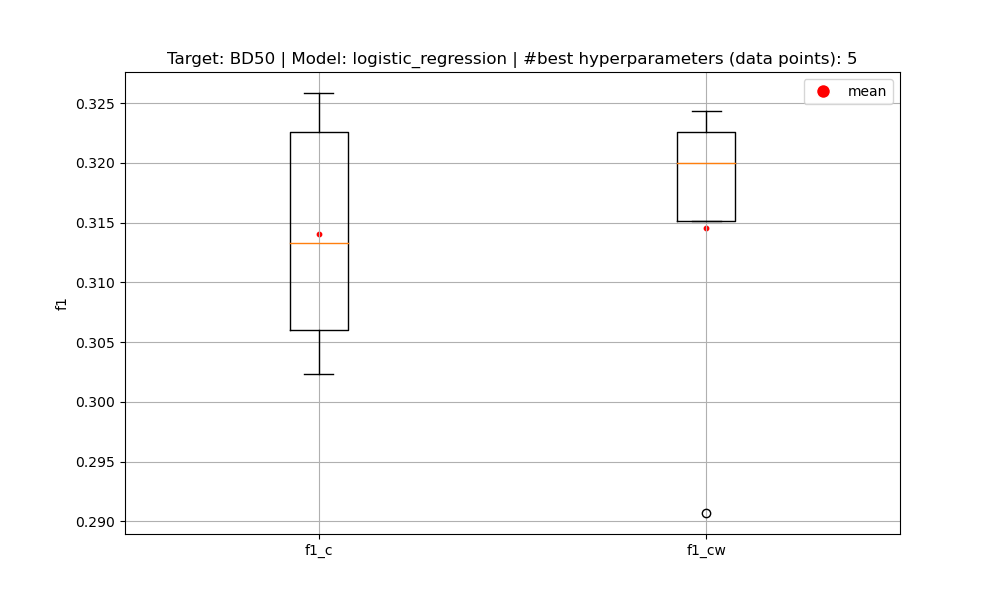 Target: BD50 | Model: logistic_regression | #best hyperparameters (data points): 5
mean
0.325
0.320
0.315
0.310
0.305
0.300
0.295
0.290
f1
f1_c
f1_cw